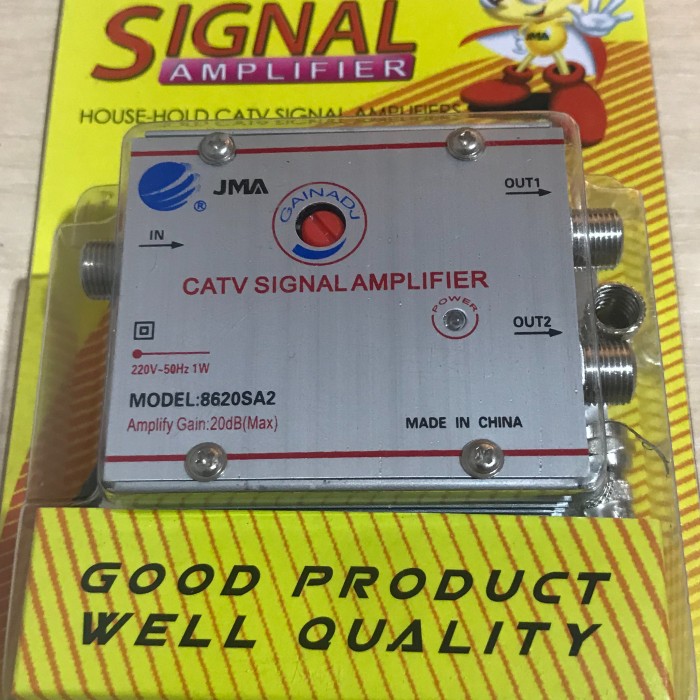 SIGNAL
AMPLIFIER
JMA
HOUSE-HOLD CATV SIGNAL AMPLIFIERS
® JMA
GAINADJ
OUT1
IN
CATV SIGNAL AMPLIFIER
POWER
OUT2
220V~50Hz 1W
MODEL:8620SA2
Amplify Gain:20dB(Max)
MADE IN CHINA
GOOD PRODUCT
WELL QUALITY